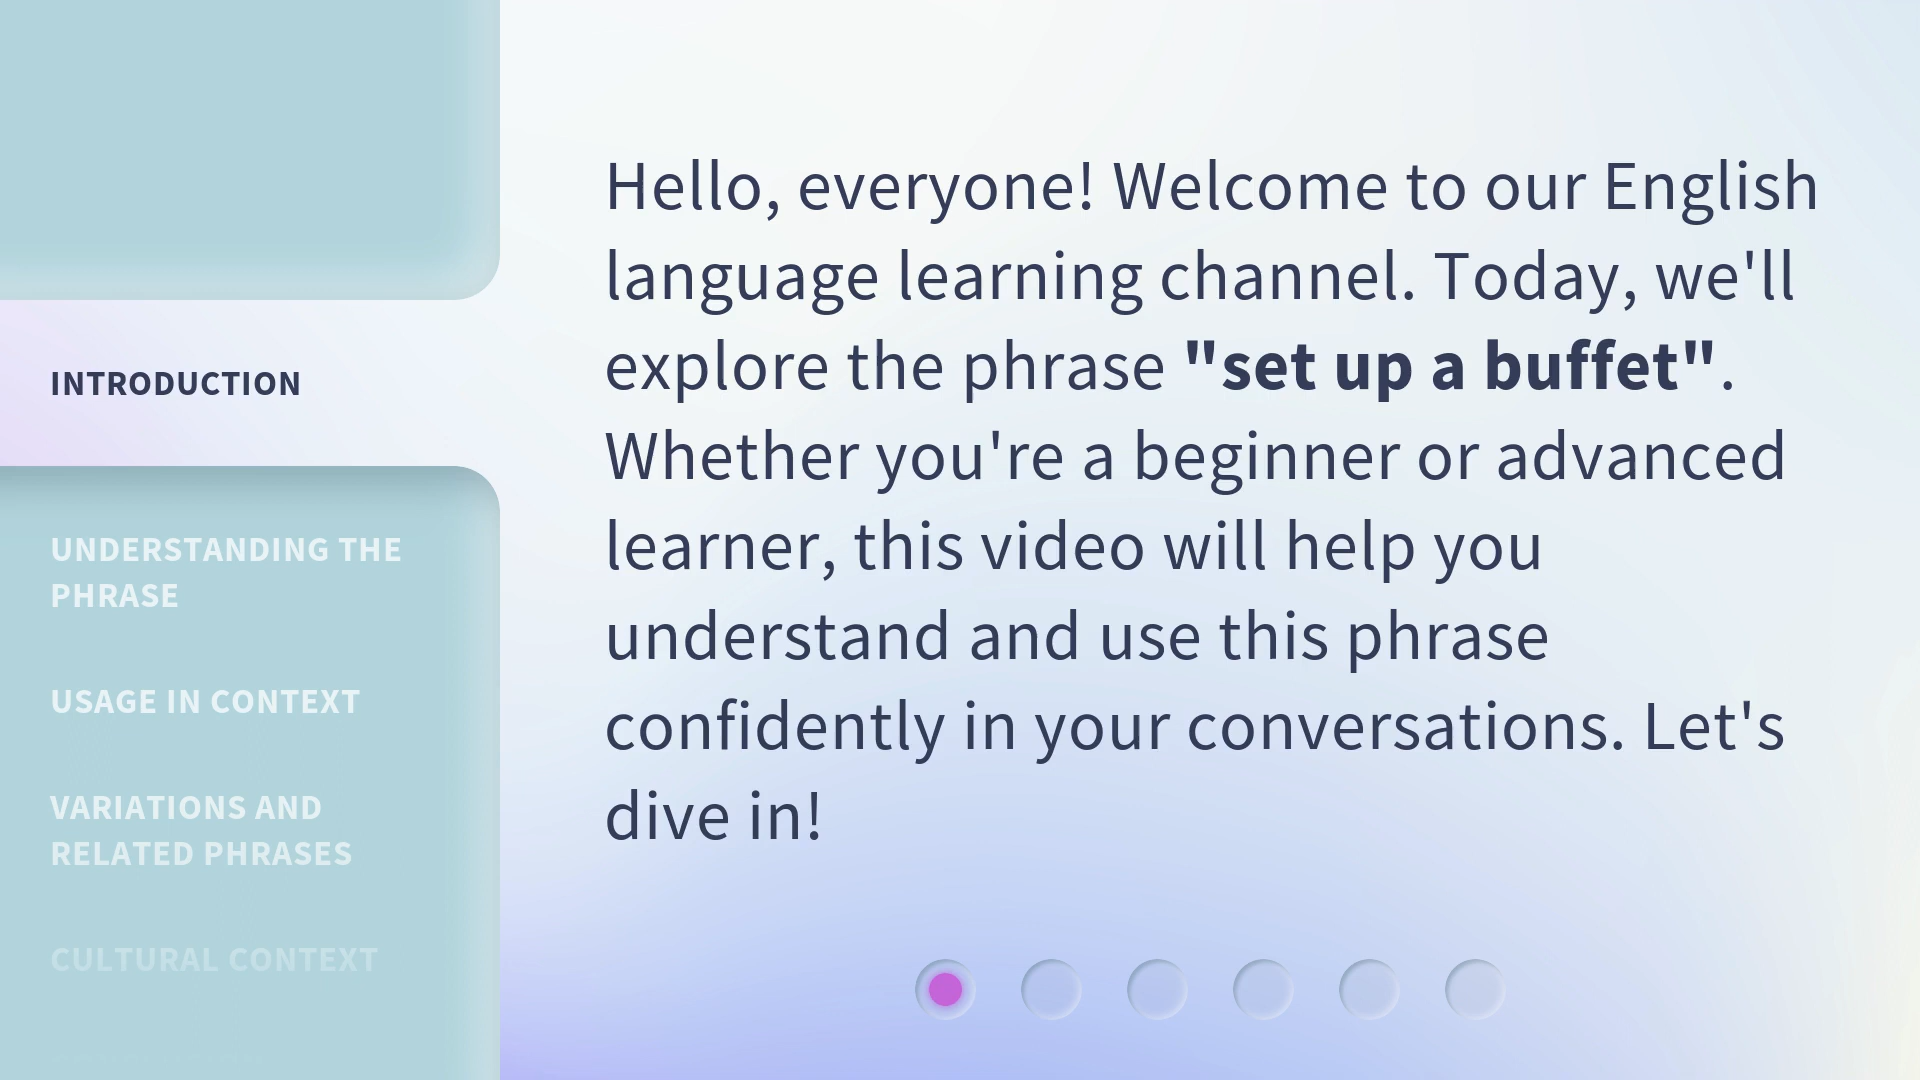 INTRODUCTION
UNDERSTANDING THE
PHRASE
USAGE IN CONTEXT
VARIATIONS AND
RELATED PHRASES
CULTURAL CONTEXT
CONCLUSION
Hello, everyone! Welcome to our English
language learning channel. Today, we'll
explore the phrase "set up a buffet".
Whether you're a beginner or advanced
learner, this video will help you
understand and use this phrase
confidently in your conversations. Let's
dive in!